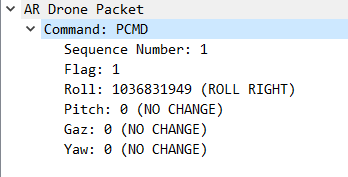 AR Drone Packet
Command: PCMD
Sequence Number: 1
Flag: 1
Roll: 1036831949 (ROLL RIGHT)
Pitch: 0 (NO CHANGE)
Gaz: 0 (NO CHANGE)
Yaw: 0 (NO CHANGE)